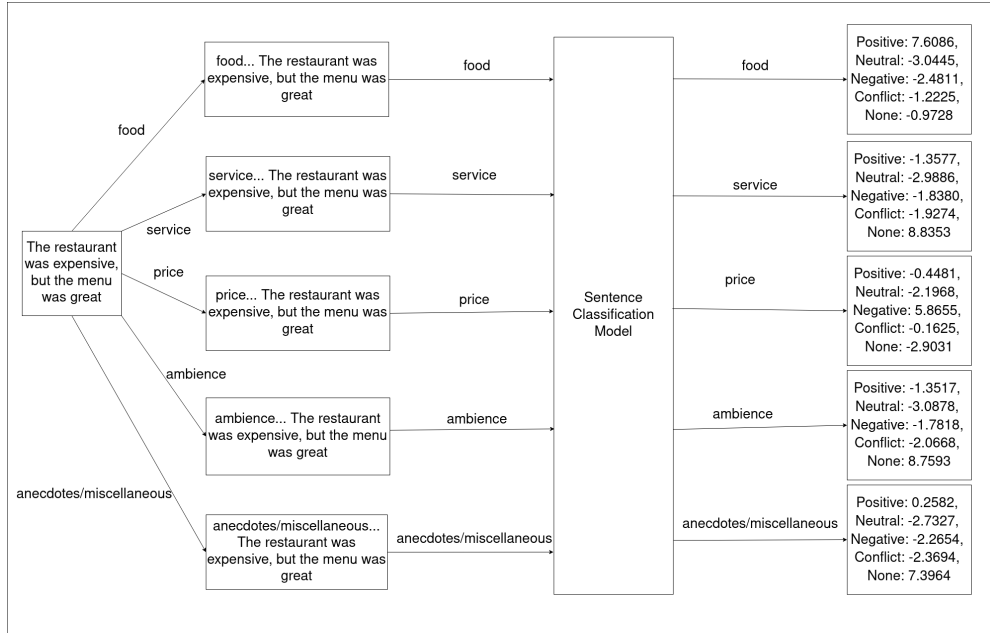 food... The restaurant was
expensive, but the menu was
great
food
food
Positive: 7.6086,
Neutral: -3.0445,
Negative: -2.4811,
Conflict: -1.2225,
None: -0.9728
food
service... The restaurant was
expensive, but the menu was
great
service
service
Positive: -1.3577,
Neutral: -2.9886,
Negative: -1.8380,
Conflict: -1.9274,
None: 8.8353
service
The restaurant
was expensive,
but the menu
was great
price
price... The restaurant was
expensive, but the menu was
great
price
Sentence
Classification
Model
price
Positive: -0.4481,
Neutral: -2.1968,
Negative: 5.8655,
Conflict: -0.1625,
None: -2.9031
ambience
ambience... The restaurant
was expensive, but the menu
was great
ambience
ambience
Positive: -1.3517,
Neutral: -3.0878,
Negative: -1.7818,
Conflict: -2.0668,
None: 8.7593
anecdotes/miscellaneous
anecdotes/miscellaneous...
The restaurant was
expensive, but the menu was
great
anecdotes/miscellaneous
anecdotes/miscellaneous
Positive: 0.2582,
Neutral: -2.7327,
Negative: -2.2654,
Conflict: -2.3694,
None: 7.3964